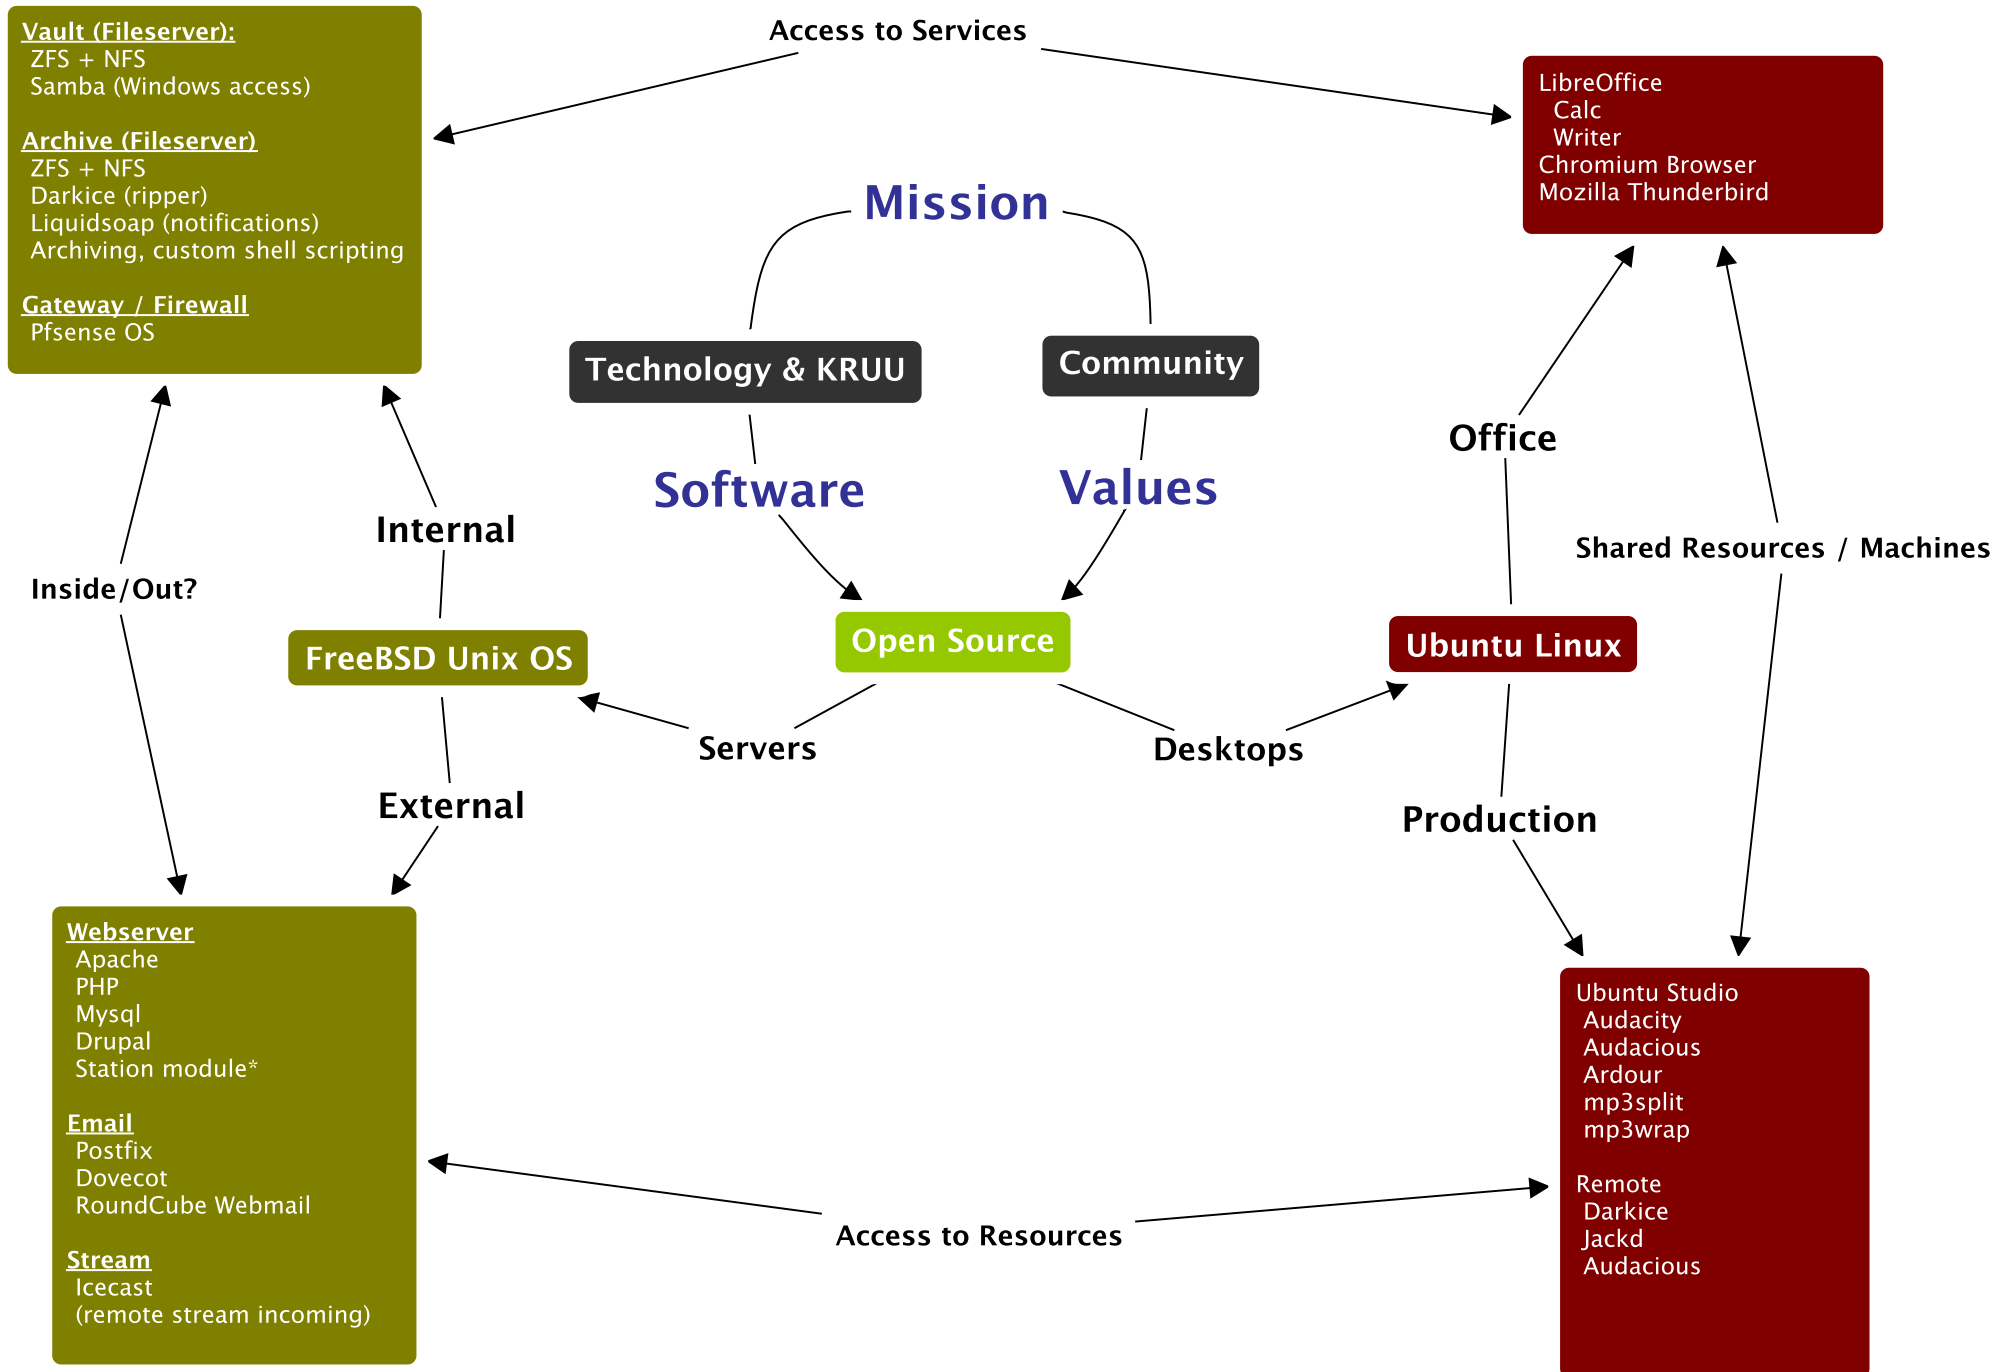 Vault (Fileserver):
ZFS + NFS
Samba (Windows access)
Archive (Fileserver)
ZFS + NFS
Darkice (ripper)
Liquidsoap (notifications)
Archiving, custom shell scripting
Gateway / Firewall
Pfsense OS
Access to Services
LibreOffice
Calc
Writer
Chromium Browser
Mozilla Thunderbird
Mission
Technology & KRUU
Community
Software
Values
Office
Internal
Inside/Out?
Shared Resources / Machines
FreeBSD Unix OS
Open Source
Ubuntu Linux
Servers
Desktops
External
Production
Webserver
Apache
PHP
Mysql
Drupal
Station module*
Email
Postfix
Dovecot
RoundCube Webmail
Stream
Icecast
(remote stream incoming)
Access to Resources
Ubuntu Studio
Audacity
Audacious
Ardour
mp3split
mp3wrap
Remote
Darkice
Jackd
Audacious